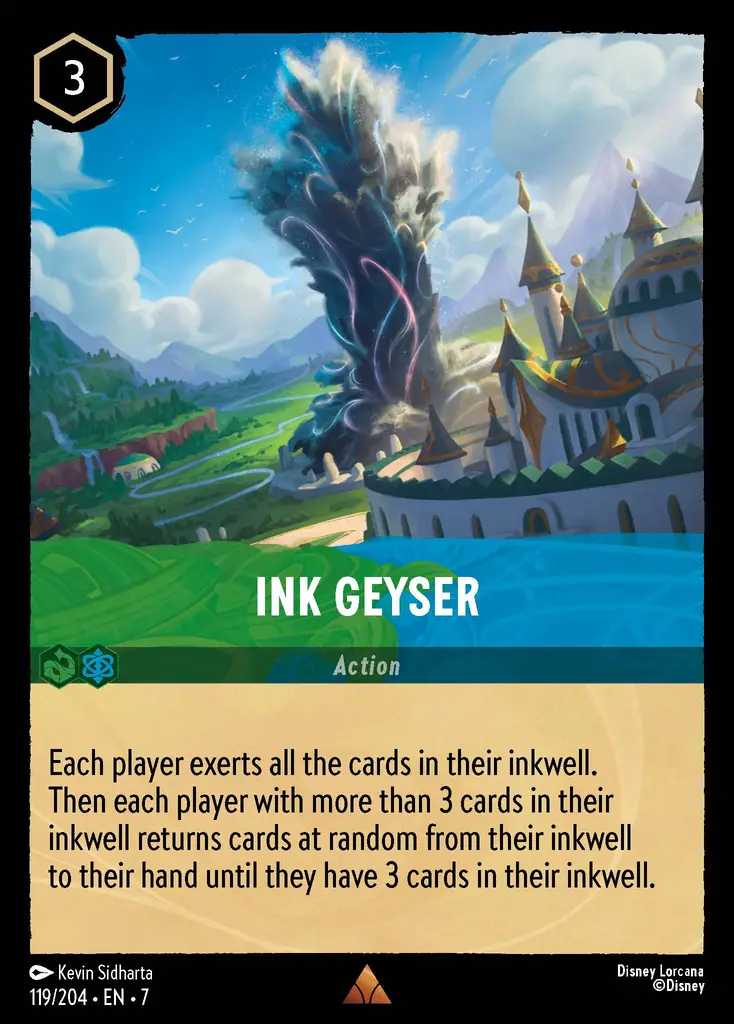 3
INK GEYSER
Action
Each player exerts all the cards in their inkwell.
Then each player with more than 3 cards in their
inkwell returns cards at random from their inkwell
to their hand until they have 3 cards in their inkwell.
Kevin Sidharta
119/204 • EN • 7
Disney Lorcana
©Disney